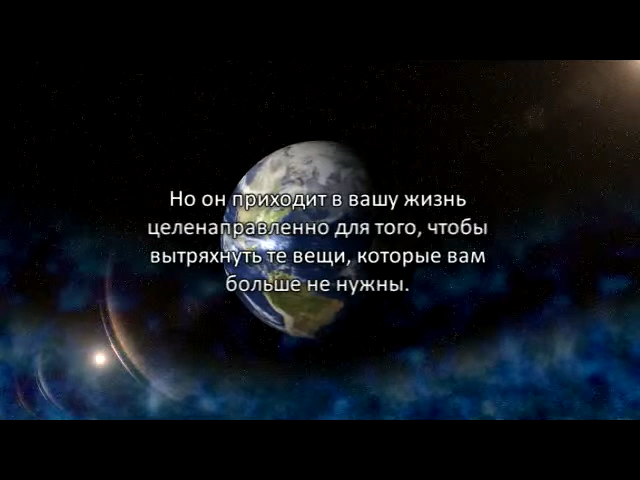 Но он приходит в вашу жизнь
целенаправленно для того, чтобы
вытряхнуть те вещи, которые вам
больше не нужны.